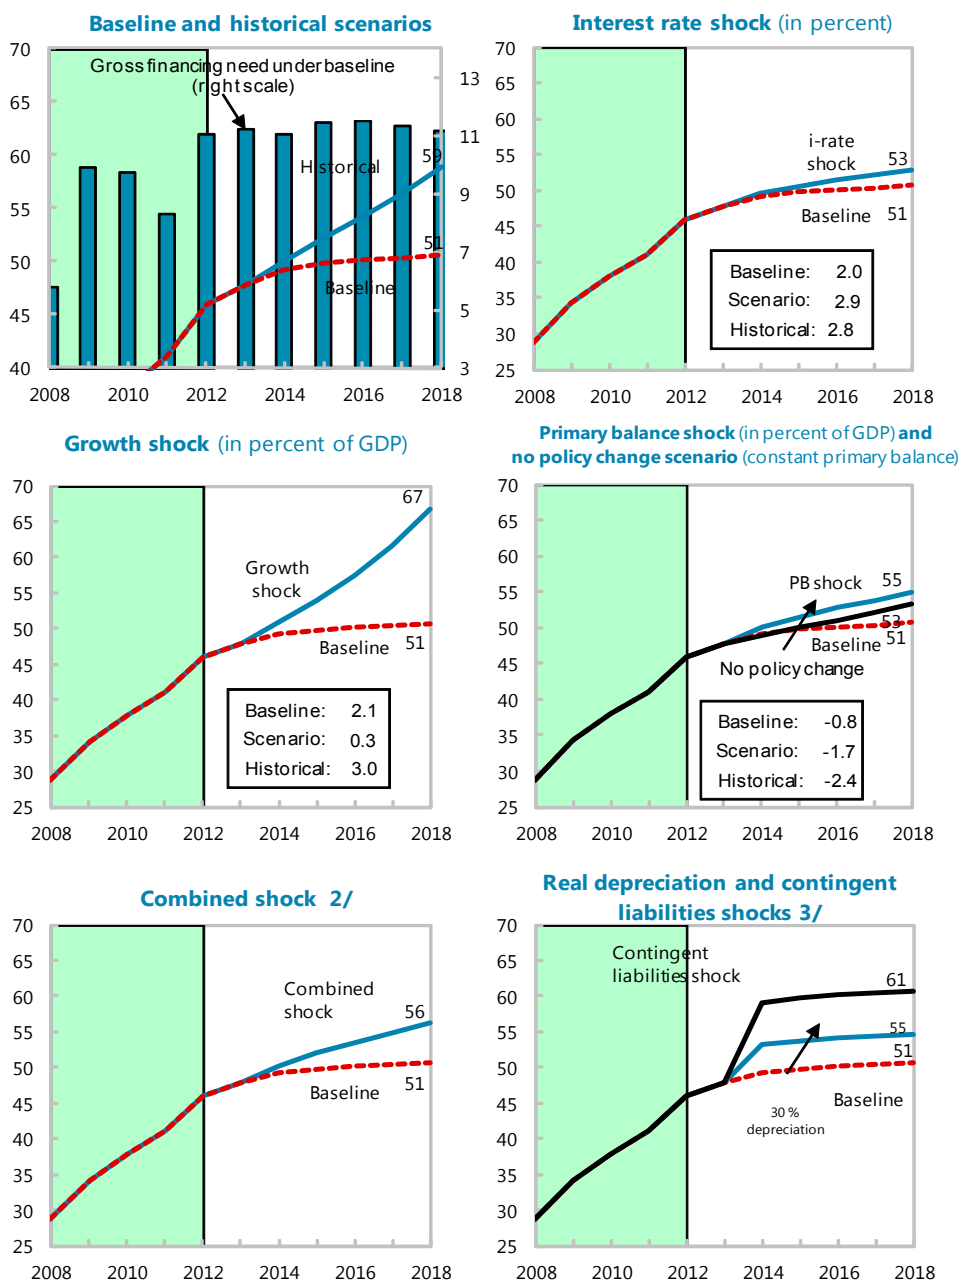 Baseline and historical scenarios
70
Gross financing need under baseline
(right scale)
13
65
60
59
11
Historical
55
9
51
50
7
Baseline
45
5
40
3
2008 2010 2012 2014 2016 2018
Interest rate shock (in percent)
70
65
60
i-rate
shock
53
55
50
Baseline 51
45
40
Baseline: 2.0
Scenario: 2.9
Historical: 2.8
35
30
25
2008 2010 2012 2014 2016 2018
Growth shock (in percent of GDP)
70
67
65
60
Growth
shock
55
50
Baseline 51
45
40
Baseline: 2.1
Scenario: 0.3
Historical: 3.0
35
30
25
2008 2010 2012 2014 2016 2018
Primary balance shock (in percent of GDP) and
no policy change scenario (constant primary balance)
70
65
60
PB shock 55
55
53
50
Baseline 51
No policy change
45
40
Baseline: -0.8
Scenario: -1.7
Historical: -2.4
35
30
25
2008 2010 2012 2014 2016 2018
Combined shock 2/
70
65
60
Combined
shock
56
55
50
Baseline 51
45
40
35
30
25
2008 2010 2012 2014 2016 2018
Real depreciation and contingent
liabilities shocks 3/
70
Contingent
liabilities shock
65
61
60
55
55
51
50
Baseline
45
30 %
depreciation
40
35
30
25
2008 2010 2012 2014 2016 2018